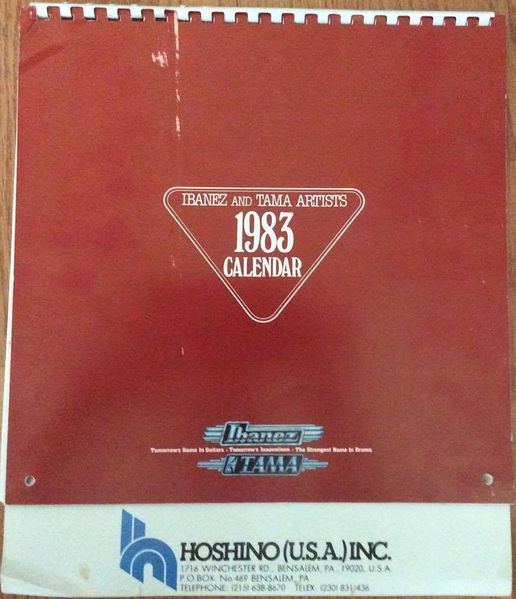 IBANEZ AND TAMA ARTISTS
1983
CALENDAR
Ibanez
Tomorrow's Name In Guitars - Tomorrow's Innovations - The Strongest Name In Drums
TAMA
HOSHINO (U.S.A.) INC.
1716 WINCHESTER RD., BENSALEM, PA. 19020, U.S.A.
P.O.BOX. No.469 BENSALEM, PA
TELEPHONE: (215) 638-8670 TELEX: (230) 831-436